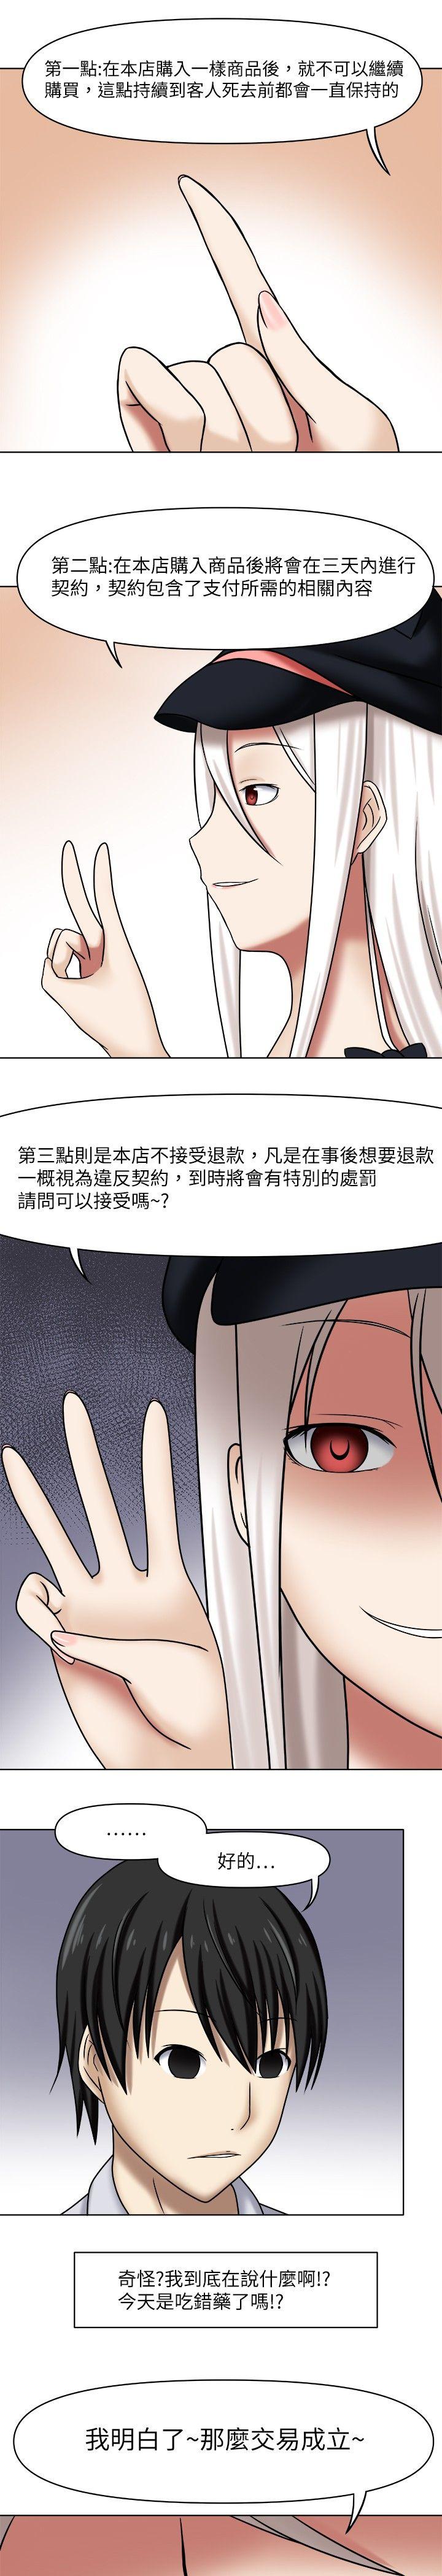 第一點:在本店購入一樣商品後，就不可以繼續
購買，這點持續到客人死去前都會一直保持的
第二點:在本店購入商品後將會在三天內進行
契約，契約包含了支付所需的相關內容
第三點則是本店不接受退款，凡是在事後想要退款
一概視為違反契約，到時將會有特別的處罰
請問可以接受嗎~?
......
好的...
奇怪?我到底在說什麼啊!?
今天是吃錯藥了嗎!?
我明白了~那麼交易成立~